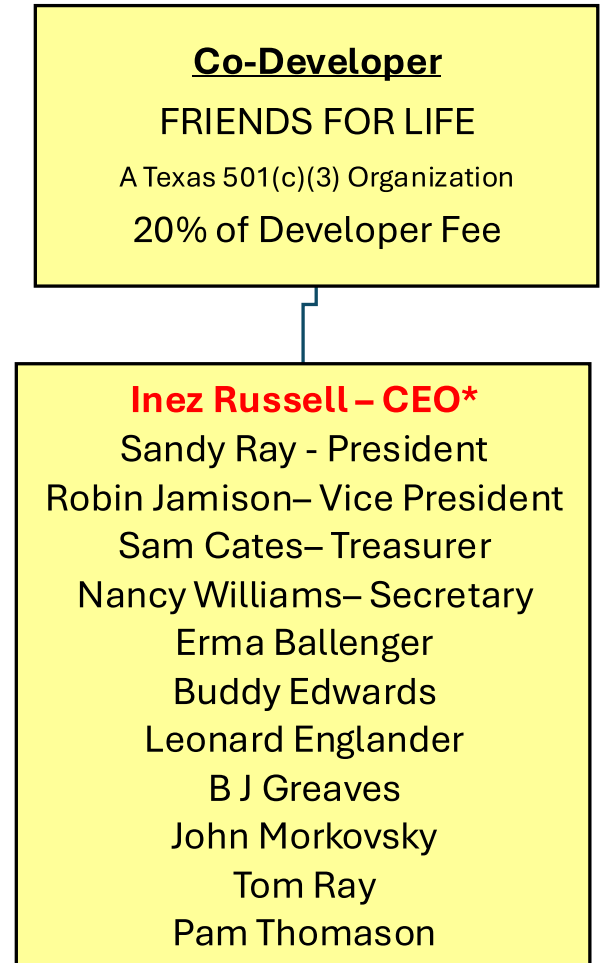 Co-Developer
FRIENDS FOR LIFE
A Texas 501(c)(3) Organization
20% of Developer Fee
Inez Russell – CEO*
Sandy Ray - President
Robin Jamison– Vice President
Sam Cates– Treasurer
Nancy Williams– Secretary
Erma Ballenger
Buddy Edwards
Leonard Englander
B J Greaves
John Morkovsky
Tom Ray
Pam Thomason